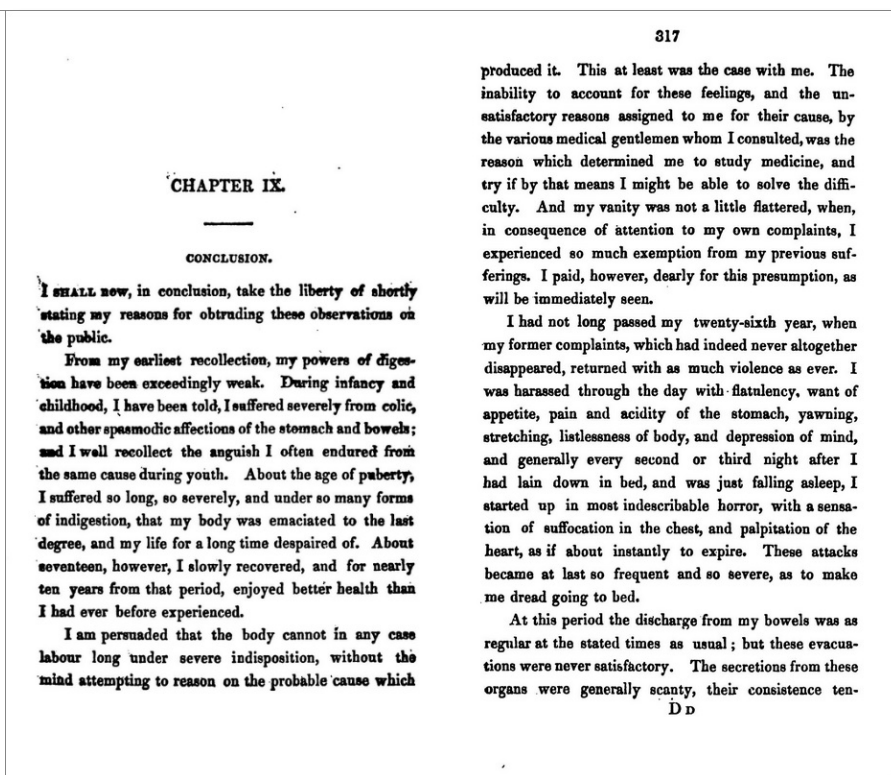 CHAPTER IX.
CONCLUSION.
I SHALL now, in conclusion, take the liberty of shortly
stating my reasons for obtruding these observations on
the public.
From my earliest recollection, my powers of diges-
tion have been exceedingly weak. During infancy and
childhood, I have been told, I suffered severely from colic,
and other spasmodic affections of the stomach and bowels;
and I well recollect the anguish I often endured from
the same cause during youth. About the age of puberty,
I suffered so long, so severely, and under so many forms
of indigestion, that my body was emaciated to the last
degree, and my life for a long time despaired of. About
seventeen, however, I slowly recovered, and for nearly
ten years from that period, enjoyed better health than
I had ever before experienced.
I am persuaded that the body cannot in any case
labour long under severe indisposition, without the
mind attempting to reason on the probable cause which
317
produced it. This at least was the case with me. The
inability to account for these feelings, and the un-
satisfactory reasons assigned to me for their cause, by
the various medical gentlemen whom I consulted, was the
reason which determined me to study medicine, and
try if by that means I might be able to solve the diffi-
culty. And my vanity was not a little flattered, when,
in consequence of attention to my own complaints, I
experienced so much exemption from my previous suf-
ferings. I paid, however, dearly for this presumption, as
will be immediately seen.
I had not long passed my twenty-sixth year, when
my former complaints, which had indeed never altogether
disappeared, returned with as much violence as ever. I
was harassed through the day with flatulency, want of
appetite, pain and acidity of the stomach, yawning,
stretching, listlessness of body, and depression of mind,
and generally every second or third night after I
had lain down in bed, and was just falling asleep, I
started up in most indescribable horror, with a sensa-
tion of suffocation in the chest, and palpitation of the
heart, as if about instantly to expire. These attacks
became at last so frequent and so severe, as to make
me dread going to bed.
At this period the discharge from my bowels was as
regular at the stated times as usual; but these evacua-
tions were never satisfactory. The secretions from these
organs were generally scanty, their consistence ten-
D D